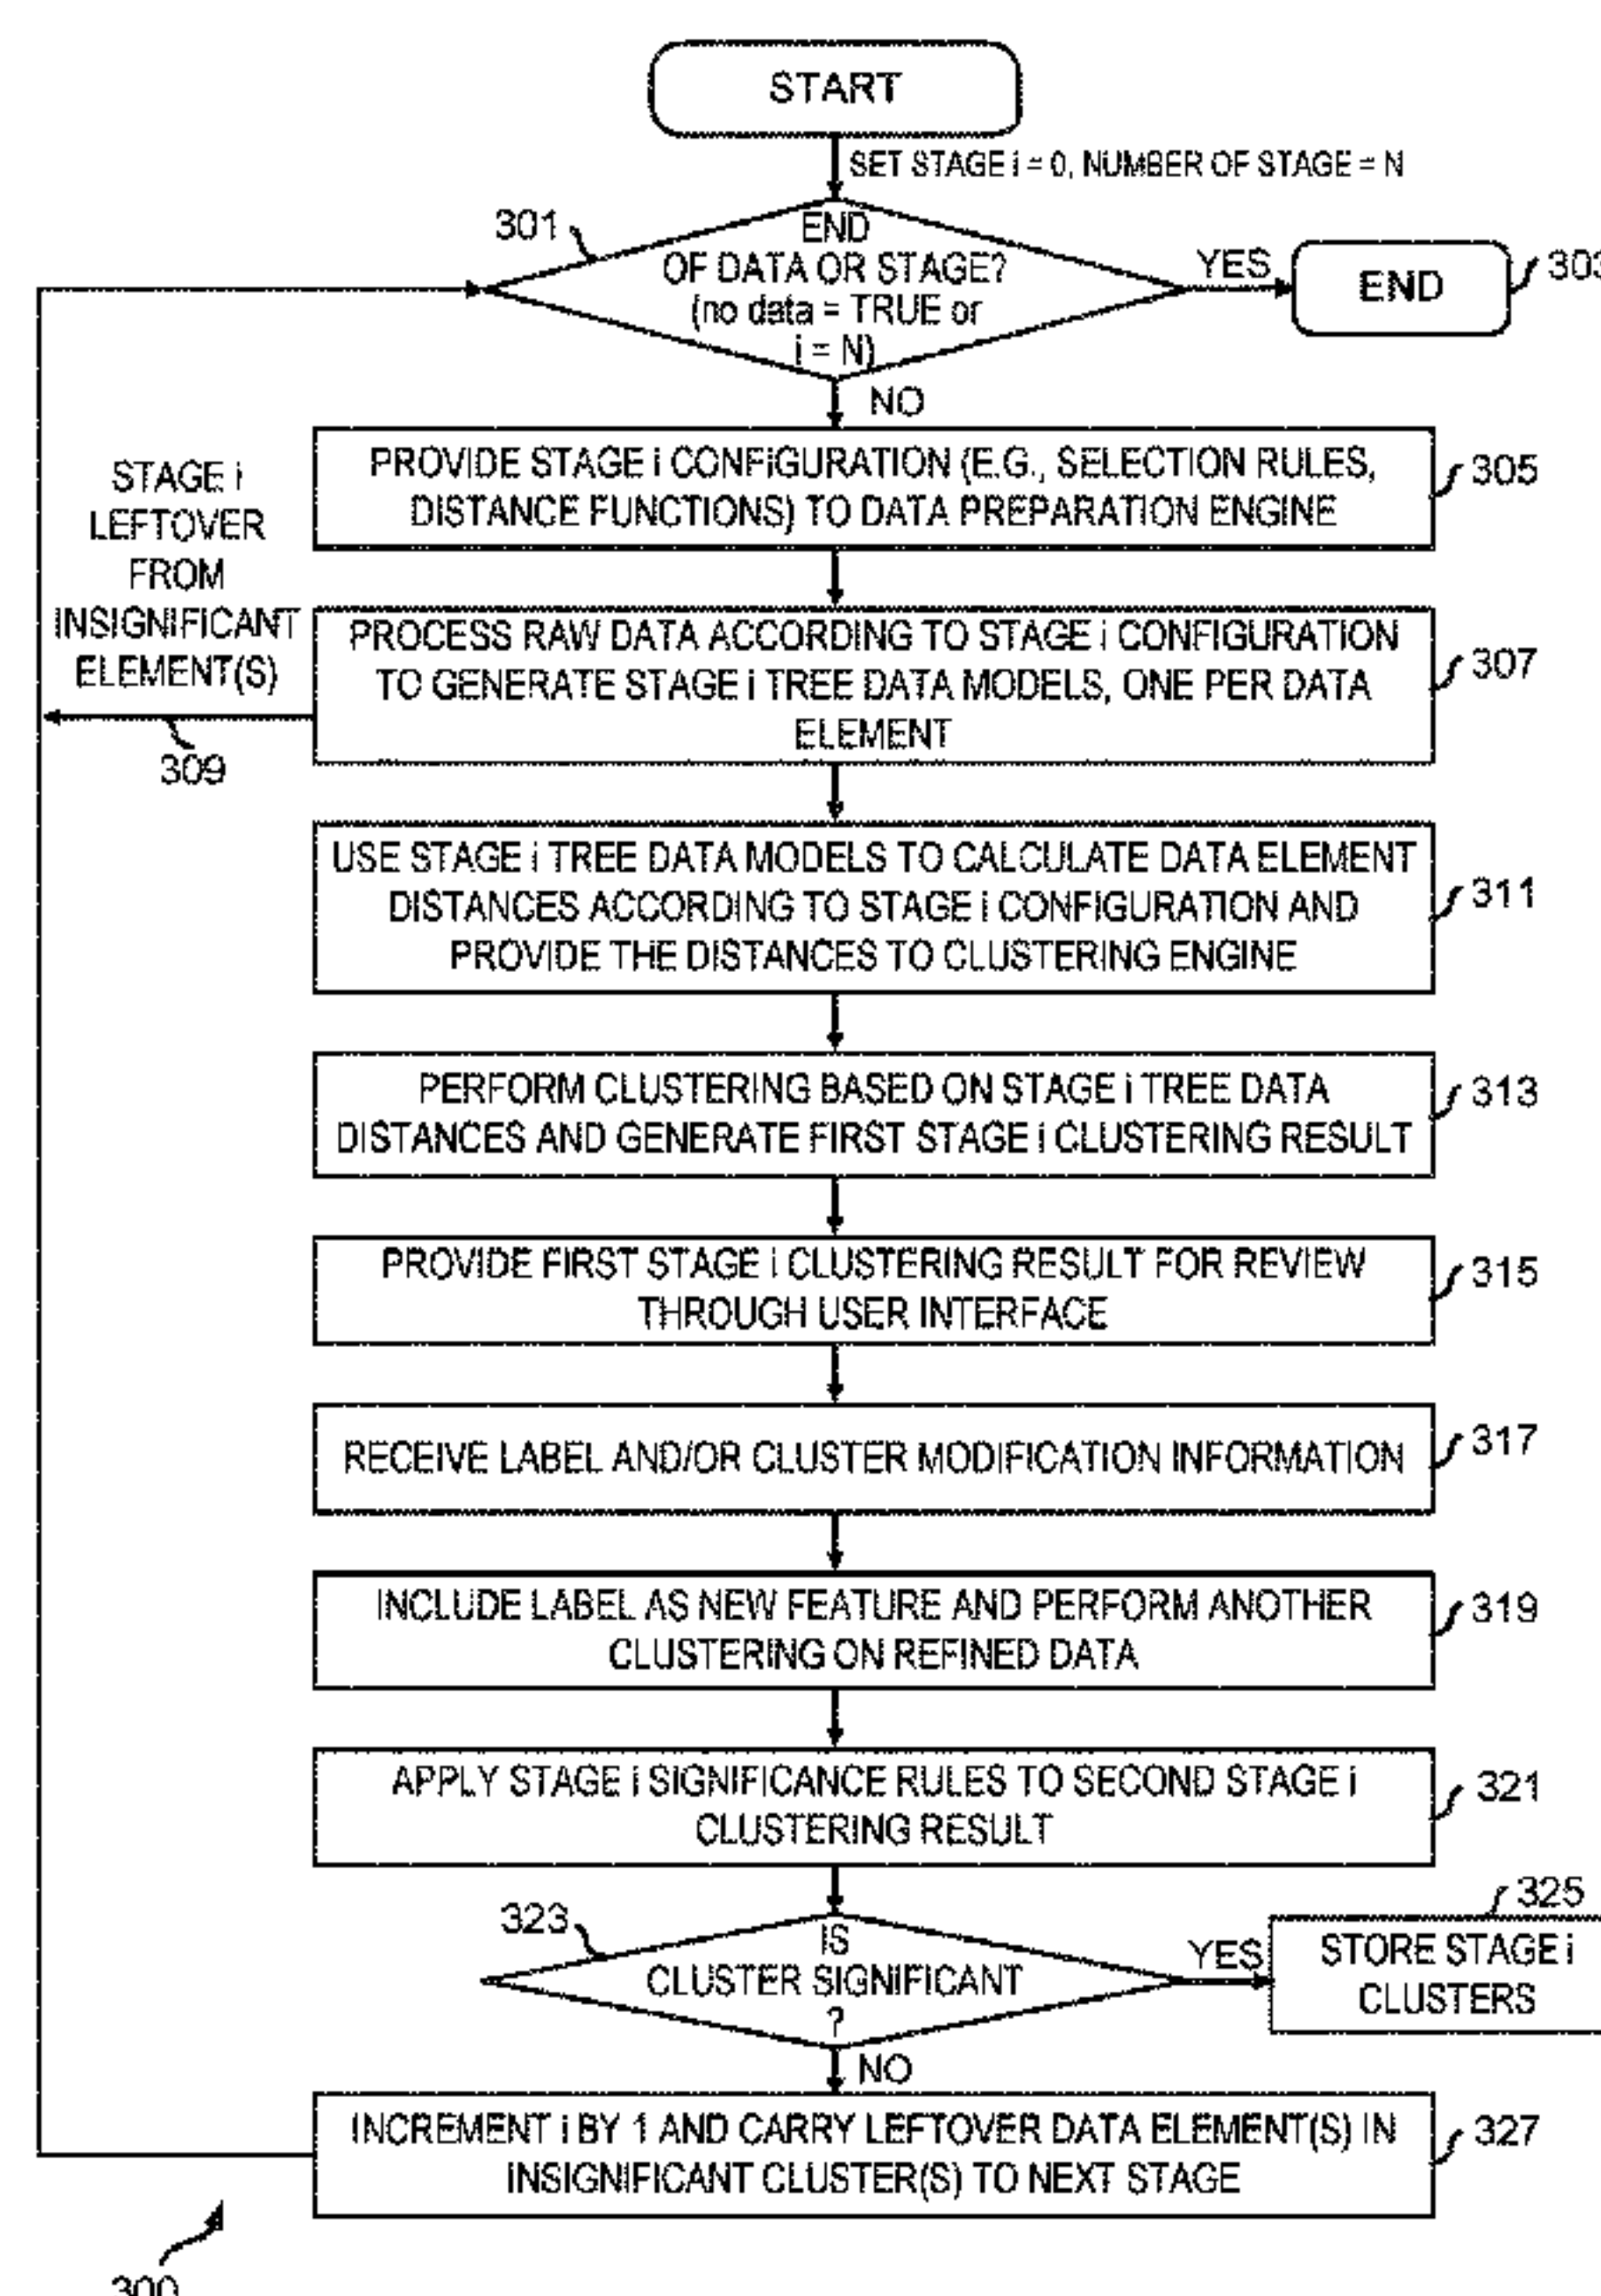 START
SET STAGE i = 0, NUMBER OF STAGE = N
301
END
OF DATA OR STAGE?
(no data = TRUE or
i = N)
YES
END
303
NO
PROVIDE STAGE i CONFIGURATION (E.G., SELECTION RULES,
DISTANCE FUNCTIONS) TO DATA PREPARATION ENGINE
305
STAGE i
LEFTOVER
FROM
INSIGNIFICANT
ELEMENT(S)
309
PROCESS RAW DATA ACCORDING TO STAGE i CONFIGURATION
TO GENERATE STAGE i TREE DATA MODELS, ONE PER DATA
ELEMENT
307
USE STAGE i TREE DATA MODELS TO CALCULATE DATA ELEMENT
DISTANCES ACCORDING TO STAGE i CONFIGURATION AND
PROVIDE THE DISTANCES TO CLUSTERING ENGINE
311
PERFORM CLUSTERING BASED ON STAGE i TREE DATA
DISTANCES AND GENERATE FIRST STAGE i CLUSTERING RESULT
313
PROVIDE FIRST STAGE i CLUSTERING RESULT FOR REVIEW
THROUGH USER INTERFACE
315
RECEIVE LABEL AND/OR CLUSTER MODIFICATION INFORMATION
317
INCLUDE LABEL AS NEW FEATURE AND PERFORM ANOTHER
CLUSTERING ON REFINED DATA
319
APPLY STAGE i SIGNIFICANCE RULES TO SECOND STAGE i
CLUSTERING RESULT
321
323
IS
CLUSTER SIGNIFICANT
?
YES
325
STORE STAGE i
CLUSTERS
NO
INCREMENT i BY 1 AND CARRY LEFTOVER DATA ELEMENT(S) IN
INSIGNIFICANT CLUSTER(S) TO NEXT STAGE
327
300